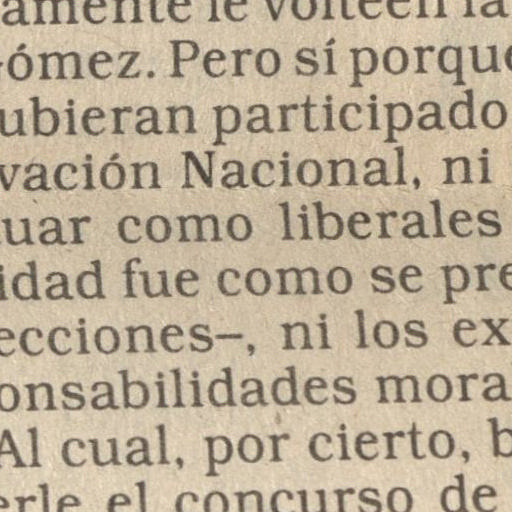 amente le volteen la
Gómez. Pero sí porque
ubieran participado
vación Nacional, ni
uar como liberales
idad fue como se pre
ecciones–, ni los ex
onsabilidades mora
Al cual, por cierto, b
erle el concurso de